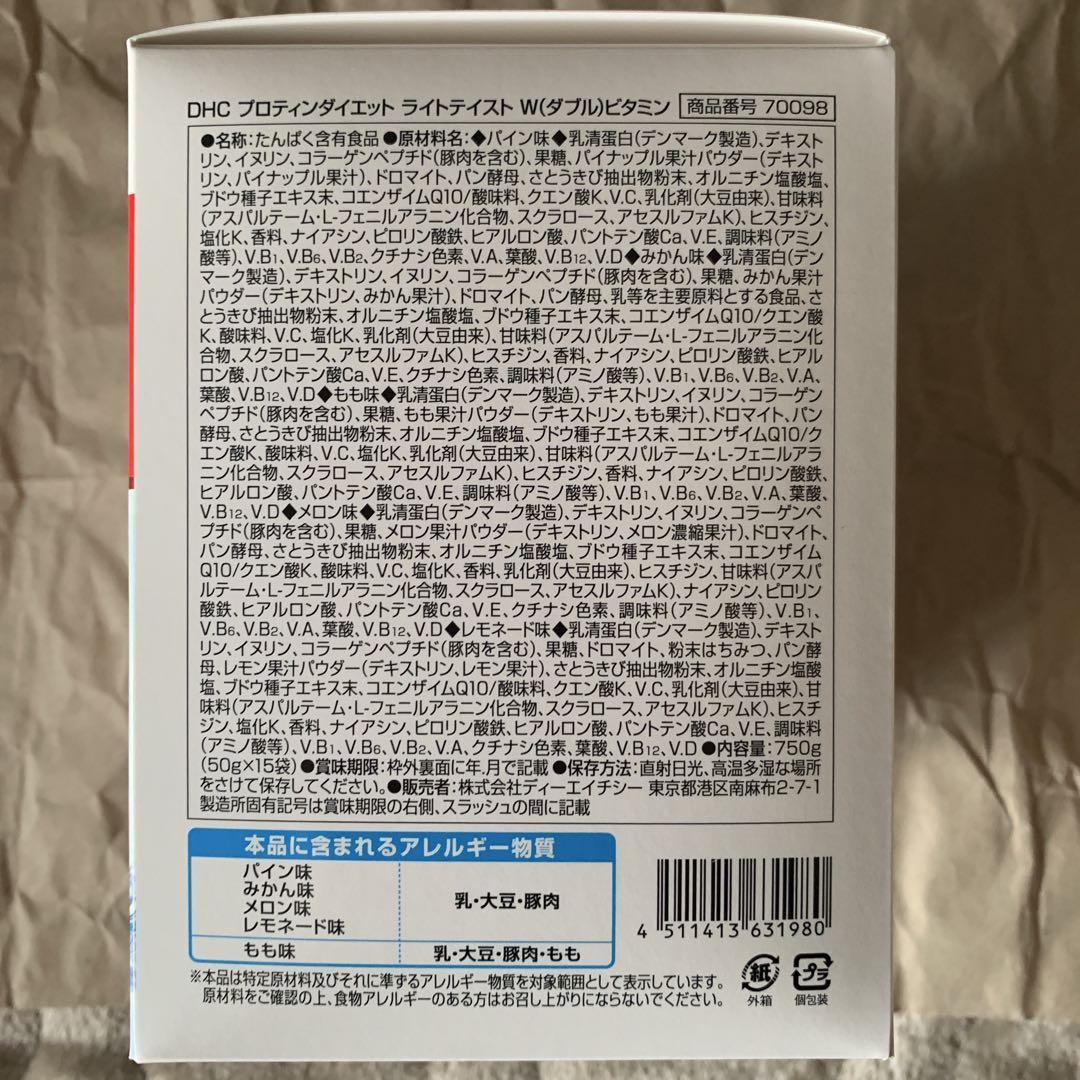 DHC プロティンダイエット ライトテイスト W(ダブル)ビタミン 商品番号 70098
●名称:たんぱく含有食品 ●原材料名:◆パイン味◆乳清蛋白(デンマーク製造)、デキスト
リン、イヌリン、コラーゲンペプチド(豚肉を含む)、果糖、パイナップル果汁パウダー(デキスト
リン、パイナップル果汁)、ドロマイト、パン酵母、さとうきび抽出物粉末、オルニチン塩酸塩、
ブドウ種子エキス末、コエンザイムQ10/酸味料、クエン酸K、V.C、乳化剤(大豆由来)、甘味料
(アスパルテーム・L-フェニルアラニン化合物、スクラロース、アセスルファムK)、ヒスチジン、
塩化K、香料、ナイアシン、ピロリン酸鉄、ヒアルロン酸、パントテン酸Ca、V.E、調味料(アミノ
酸等)、V.B1、V.B6、V.B2、クチナシ色素、V.A、葉酸、V.B12、V.D◆みかん味◆乳清蛋白(デン
マーク製造)、デキストリン、イヌリン、コラーゲンペプチド(豚肉を含む)、果糖、みかん果汁
パウダー(デキストリン、みかん果汁)、ドロマイト、パン酵母、乳等を主要原料とする食品、さ
とうきび抽出物粉末、オルニチン塩酸塩、ブドウ種子エキス末、コエンザイムQ10/クエン酸
K、酸味料、V.C、塩化K、乳化剤(大豆由来)、甘味料(アスパルテーム・L-フェニルアラニン化
合物、スクラロース、アセスルファムK)、ヒスチジン、香料、ナイアシン、ピロリン酸鉄、ヒアル
ロン酸、パントテン酸Ca、V.E、クチナシ色素、調味料(アミノ酸等)、V.B1、V.B6、V.B2、V.A、
葉酸、V.B12、V.D◆もも味◆乳清蛋白(デンマーク製造)、デキストリン、イヌリン、コラーゲン
ペプチド(豚肉を含む)、果糖、もも果汁パウダー(デキストリン、もも果汁)、ドロマイト、パン
酵母、さとうきび抽出物粉末、オルニチン塩酸塩、ブドウ種子エキス末、コエンザイムQ10/ク
エン酸K、酸味料、V.C、塩化K、乳化剤(大豆由来)、甘味料(アスパルテーム・L-フェニルアラ
ニン化合物、スクラロース、アセスルファムK)、ヒスチジン、香料、ナイアシン、ピロリン酸鉄、
ヒアルロン酸、パントテン酸Ca、V.E、調味料(アミノ酸等)、V.B1、V.B6、V.B2、V.A、葉酸、
V.B12、V.D◆メロン味◆乳清蛋白(デンマーク製造)、デキストリン、イヌリン、コラーゲンペプ
チド(豚肉を含む)、果糖、メロン果汁パウダー(デキストリン、メロン濃縮果汁)、ドロマイト、
パン酵母、さとうきび抽出物粉末、オルニチン塩酸塩、ブドウ種子エキス末、コエンザイム
Q10/クエン酸K、酸味料、V.C、塩化K、香料、乳化剤(大豆由来)、ヒスチジン、甘味料(アスパ
ルテーム・L-フェニルアラニン化合物、スクラロース、アセスルファムK)、ナイアシン、ピロリン
酸鉄、ヒアルロン酸、パントテン酸Ca、V.E、クチナシ色素、調味料(アミノ酸等)、V.B1、
V.B6、V.B2、V.A、葉酸、V.B12、V.D◆レモネード味◆乳清蛋白(デンマーク製造)、デキスト
リン、イヌリン、コラーゲンペプチド(豚肉を含む)、果糖、ドロマイト、粉末はちみつ、パン酵
母、レモン果汁パウダー(デキストリン、レモン果汁)、さとうきび抽出物粉末、オルニチン塩酸
塩、ブドウ種子エキス末、コエンザイムQ10/酸味料、クエン酸K、V.C、乳化剤(大豆由来)、甘
味料(アスパルテーム・L-フェニルアラニン化合物、スクラロース、アセスルファムK)、ヒスチ
ジン、塩化K、香料、ナイアシン、ピロリン酸鉄、ヒアルロン酸、パントテン酸Ca、V.E、調味料
(アミノ酸等)、V.B1、V.B6、V.B2、V.A、クチナシ色素、葉酸、V.B12、V.D ●内容量:750g
(50g×15袋) ●賞味期限:枠外裏面に年.月で記載 ●保存方法:直射日光、高温多湿な場所
をさけて保存してください。●販売者:株式会社ディーエイチシー 東京都港区南麻布2-7-1
製造所固有記号は賞味期限の右側、スラッシュの間に記載
本品に含まれるアレルギー物質
パイン味
みかん味
メロン味
レモネード味
乳・大豆・豚肉
もも味 乳・大豆・豚肉・もも
※本品は特定原材料及びそれに準ずるアレルギー物質を対象範囲として表示しています。
原材料をご確認の上、食物アレルギーのある方はお召し上がりにならないでください。
4 511413 631980
紙 プラ
外箱 個包装